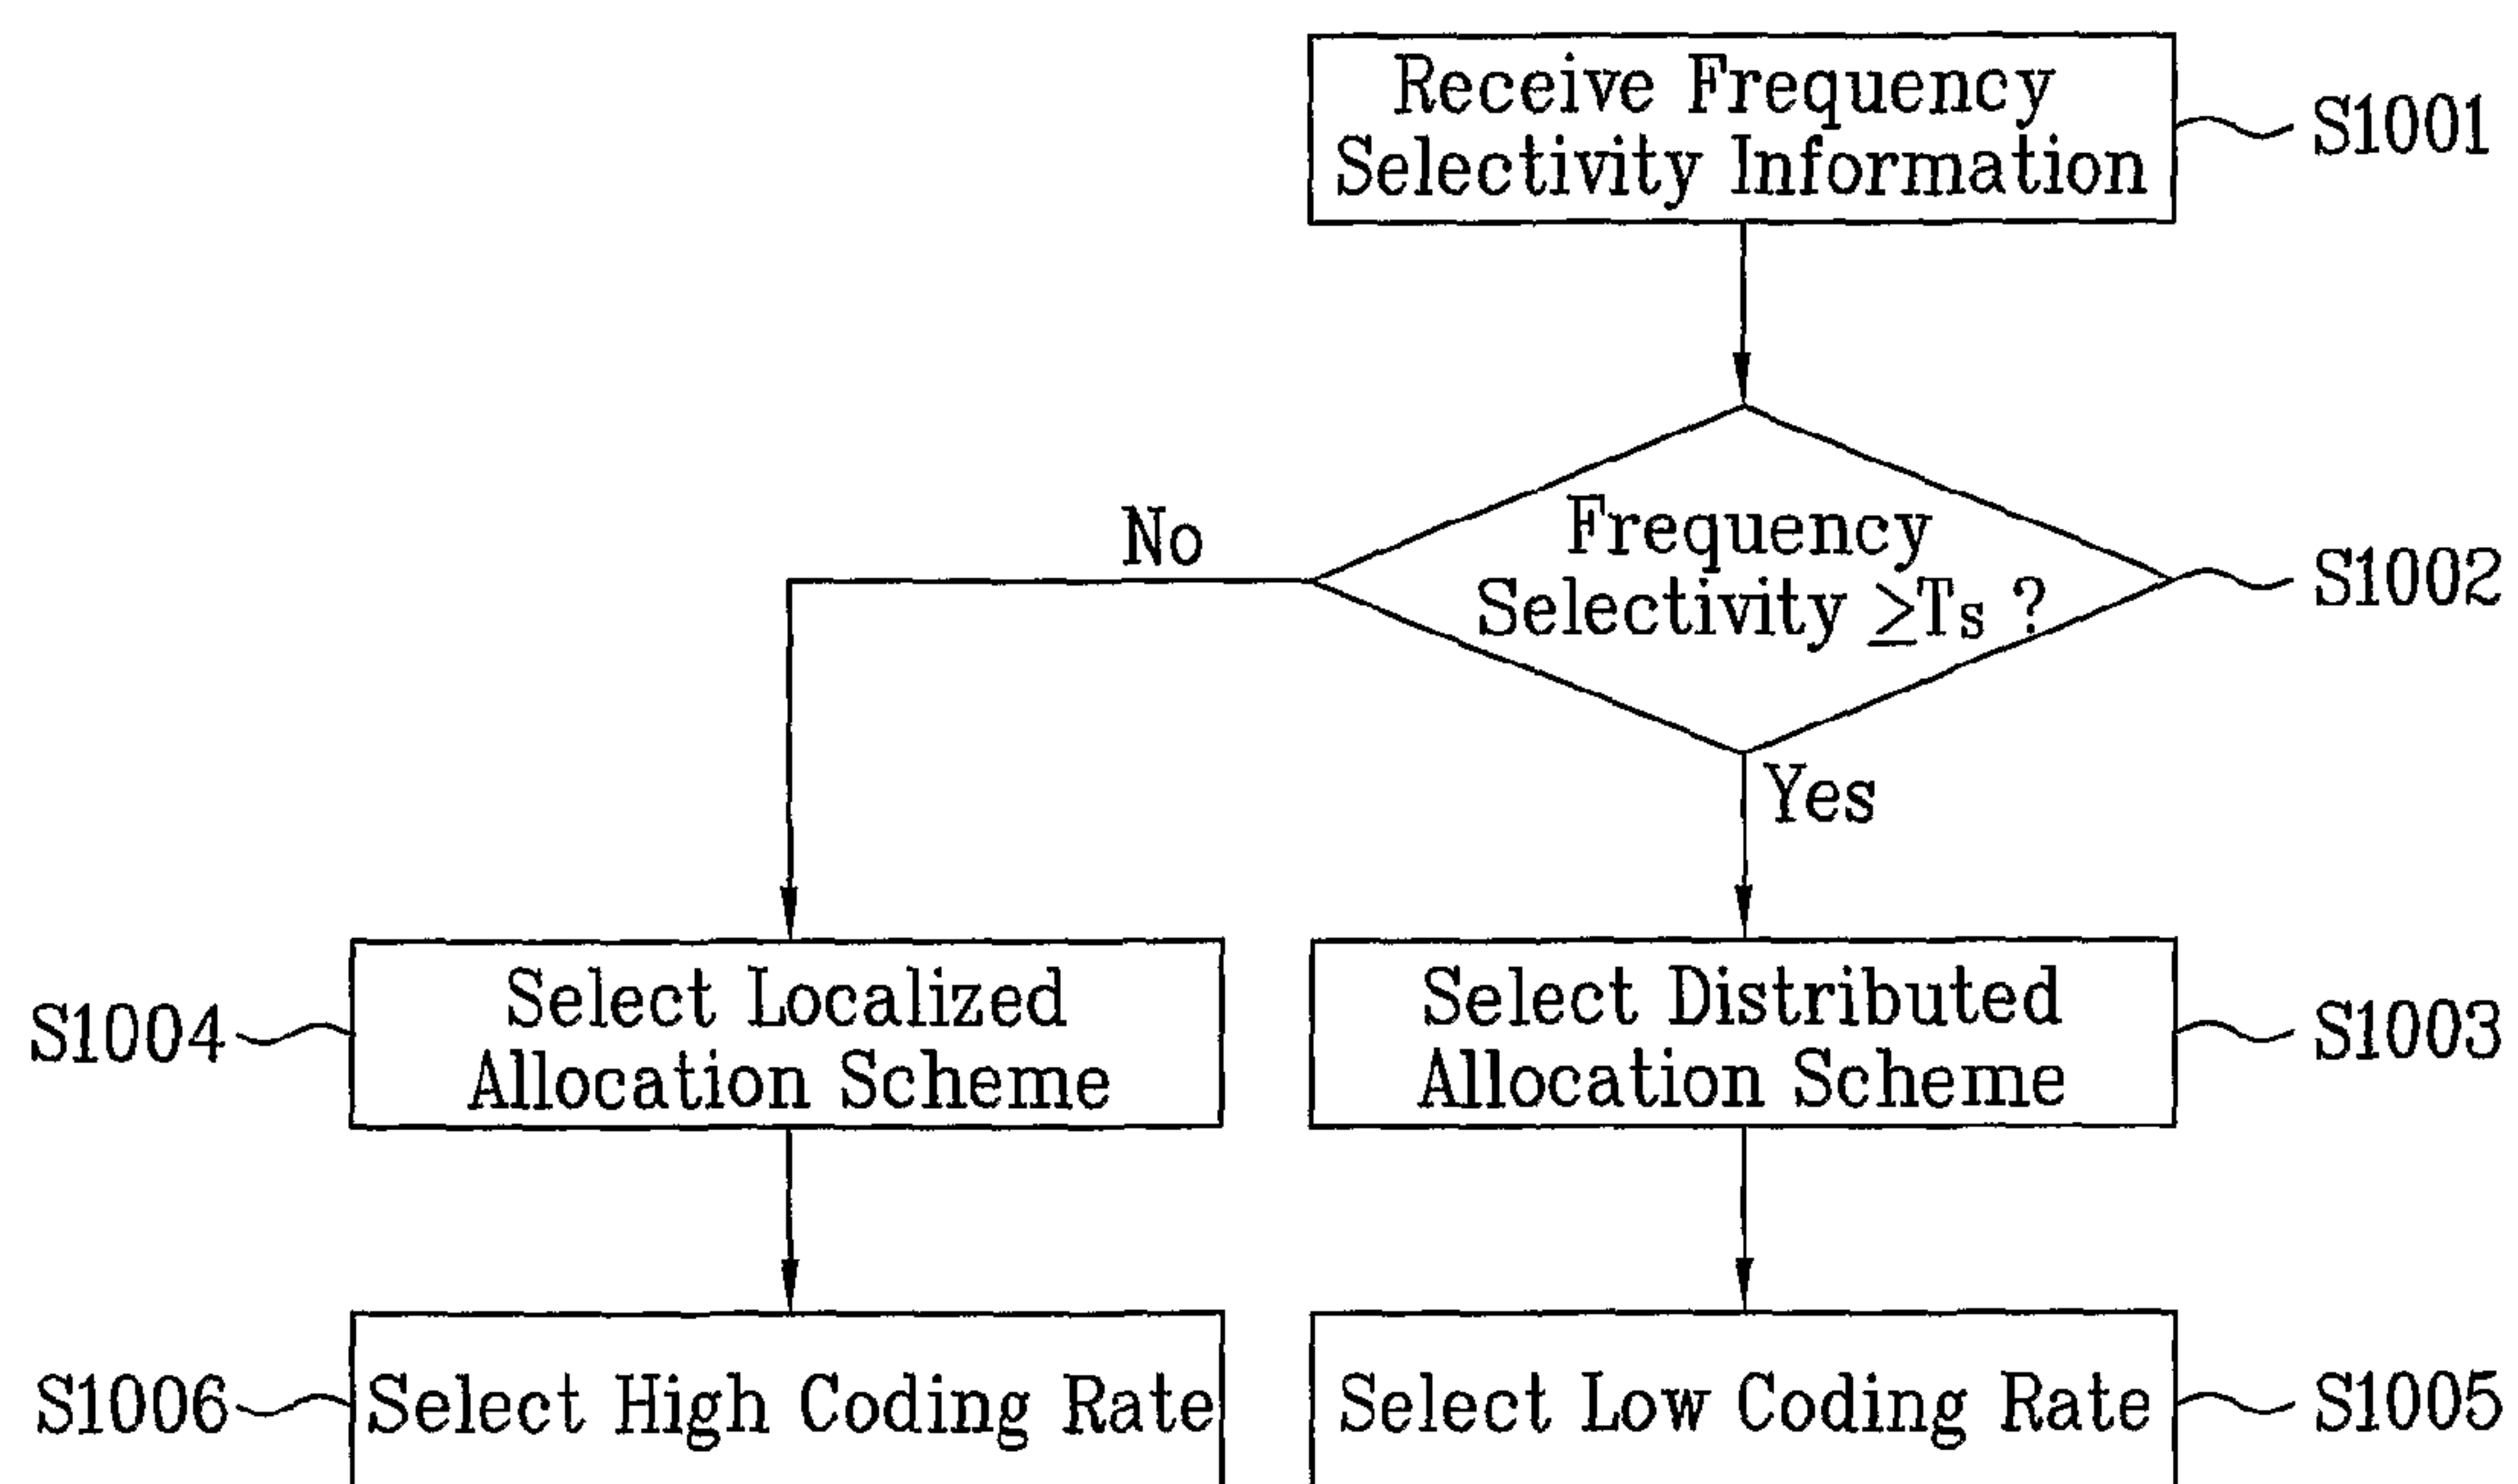 Receive Frequency
Selectivity Information
S1001
Frequency
Selectivity ≥Ts ?
S1002
No
Yes
S1004
Select Localized
Allocation Scheme
Select Distributed
Allocation Scheme
S1003
S1006
Select High Coding Rate
Select Low Coding Rate
S1005